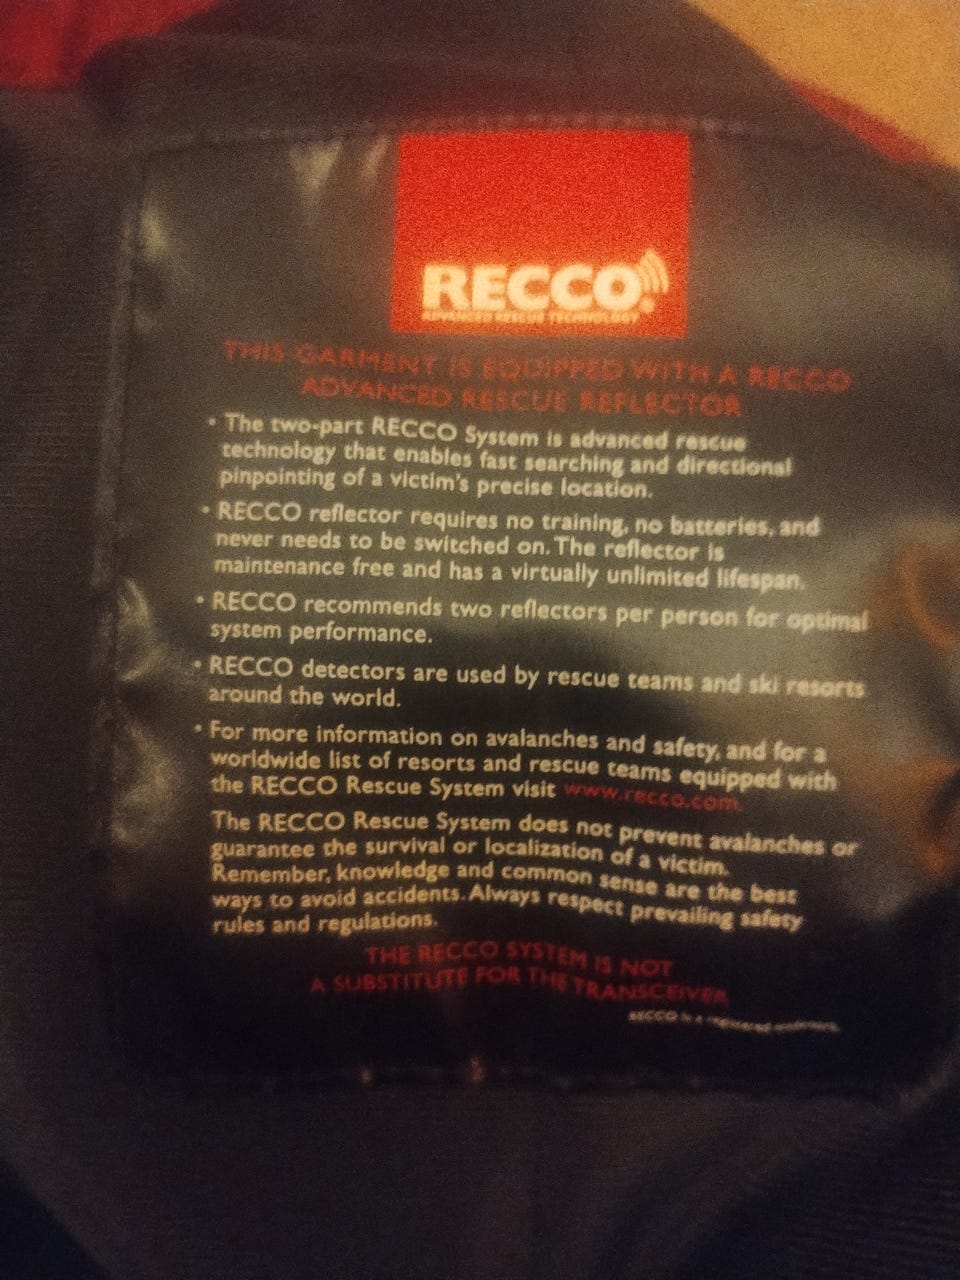 RECCO
ADVANCED RESCUE TECHNOLOGY
THIS GARMENT IS EQUIPPED WITH A RECCO
ADVANCED RESCUE REFLECTOR
• The two-part RECCO System is advanced rescue
technology that enables fast searching and directional
pinpointing of a victim's precise location.
• RECCO reflector requires no training, no batteries, and
never needs to be switched on. The reflector is
maintenance free and has a virtually unlimited lifespan.
• RECCO recommends two reflectors per person for optimal
system performance.
• RECCO detectors are used by rescue teams and ski resorts
around the world.
• For more information on avalanches and safety, and for a
worldwide list of resorts and rescue teams equipped with
the RECCO Rescue System visit www.recco.com.
The RECCO Rescue System does not prevent avalanches or
guarantee the survival or localization of a victim.
Remember, knowledge and common sense are the best
ways to avoid accidents. Always respect prevailing safety
rules and regulations.
THE RECCO SYSTEM IS NOT
A SUBSTITUTE FOR THE TRANSCEIVER
RECCO is a registered trademark.